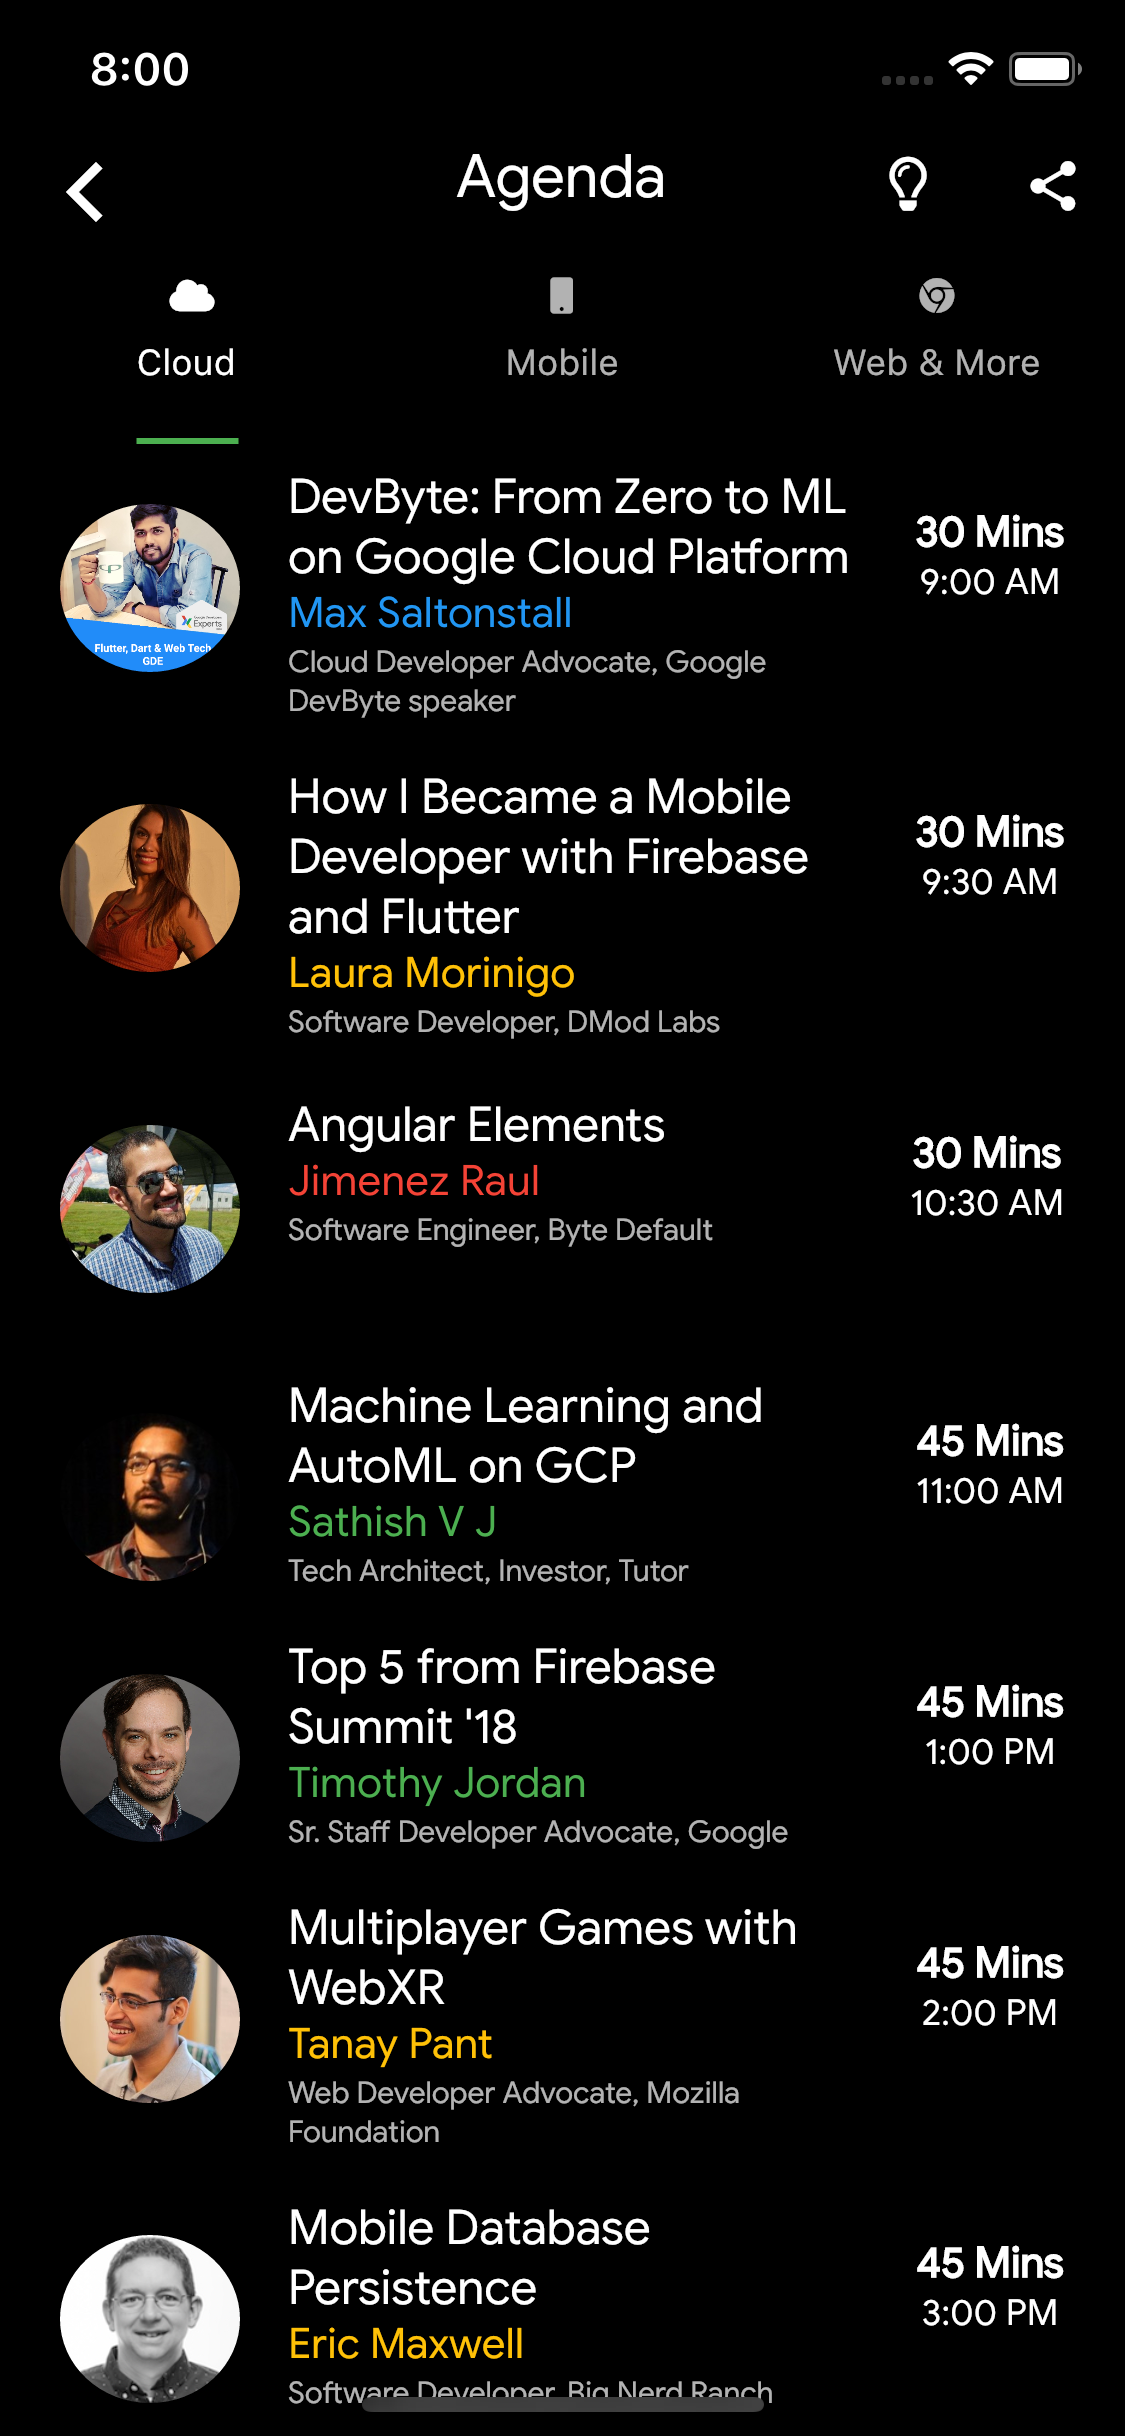 8:00
Agenda
Cloud
Mobile
Web & More
DevByte: From Zero to ML
on Google Cloud Platform
Max Saltonstall
Cloud Developer Advocate, Google
DevByte speaker
30 Mins
9:00 AM
Experts
Flutter, Dart & Web Tech
GDE
How I Became a Mobile
Developer with Firebase
and Flutter
Laura Morinigo
Software Developer, DMod Labs
30 Mins
9:30 AM
Angular Elements
Jimenez Raul
Software Engineer, Byte Default
30 Mins
10:30 AM
Machine Learning and
AutoML on GCP
Sathish V J
Tech Architect, Investor, Tutor
45 Mins
11:00 AM
Top 5 from Firebase
Summit '18
Timothy Jordan
Sr. Staff Developer Advocate, Google
45 Mins
1:00 PM
Multiplayer Games with
WebXR
Tanay Pant
Web Developer Advocate, Mozilla
Foundation
45 Mins
2:00 PM
Mobile Database
Persistence
Eric Maxwell
Software Developer, Big Nerd Ranch
45 Mins
3:00 PM